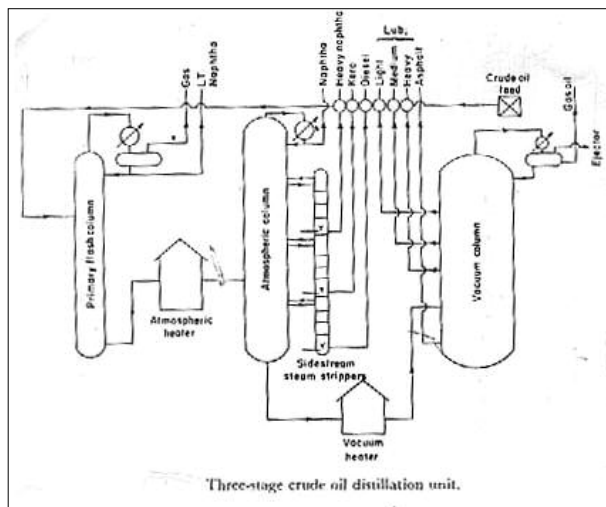 Gas
LT
Naphtha
Naphtha
Heavy naphtha
Kero
Diesel
Lub.
Light
Medium
Heavy
Asphalt
Crude oil
feed
Gas oil
Ejector
Primary flash column
Atmospheric column
Vacuum column
Atmospheric
heater
Sidestream
steam strippers
Vacuum
heater
Three-stage crude oil distillation unit.